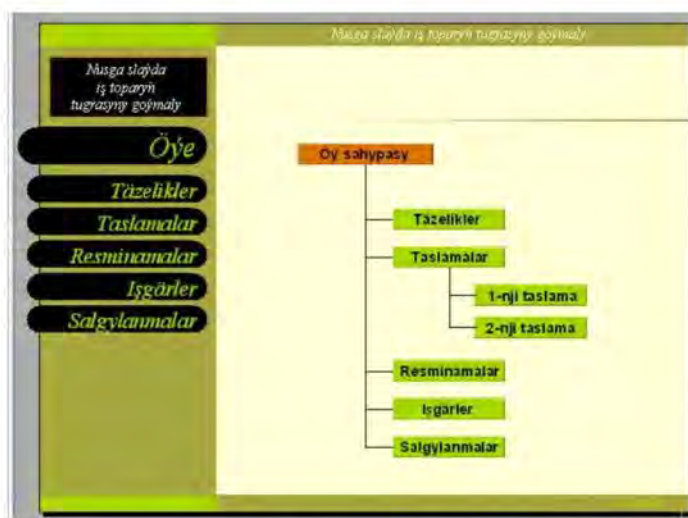 Nusga slaýda iş toparyň tugrasyny goýmaly
Nusga slaýda
iş toparyň
tugrasyny goýmaly
Öýe
Täzelikler
Taslamalar
Resminamalar
Işgärler
Salgylanmalar
Oý sahypasy
Täzelikler
Taslamalar
1-nji taslama
2-nji taslama
Resminamalar
Işgärler
Salgylanmalar